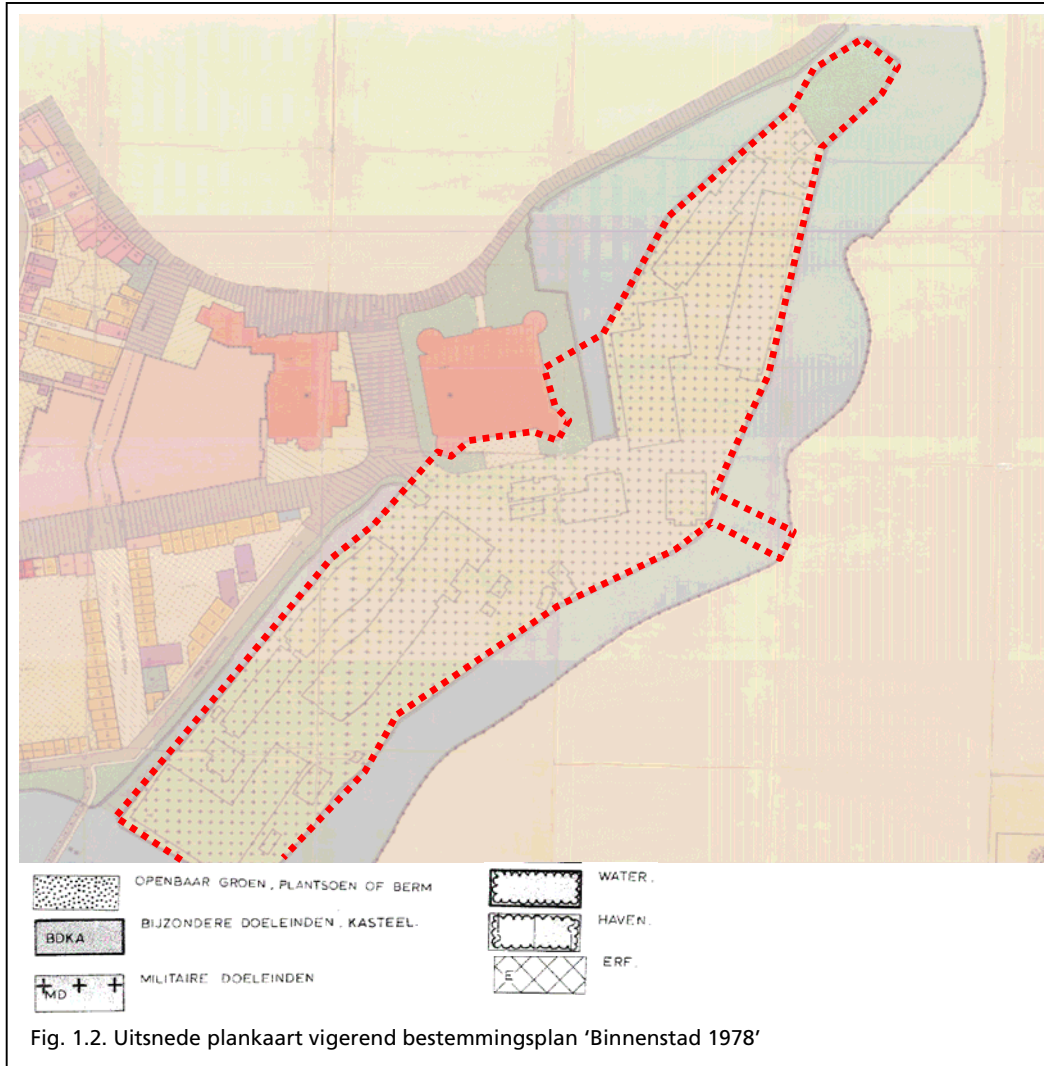 OPENBAAR GROEN, PLANTSOEN OF BERM
BDKA
BIJZONDERE DOELEINDEN, KASTEEL.
MD
MILITAIRE DOELEINDEN
WATER.
HAVEN.
E
ERF.
Fig. 1.2. Uitsnede plankaart vigerend bestemmingsplan ‘Binnenstad 1978’